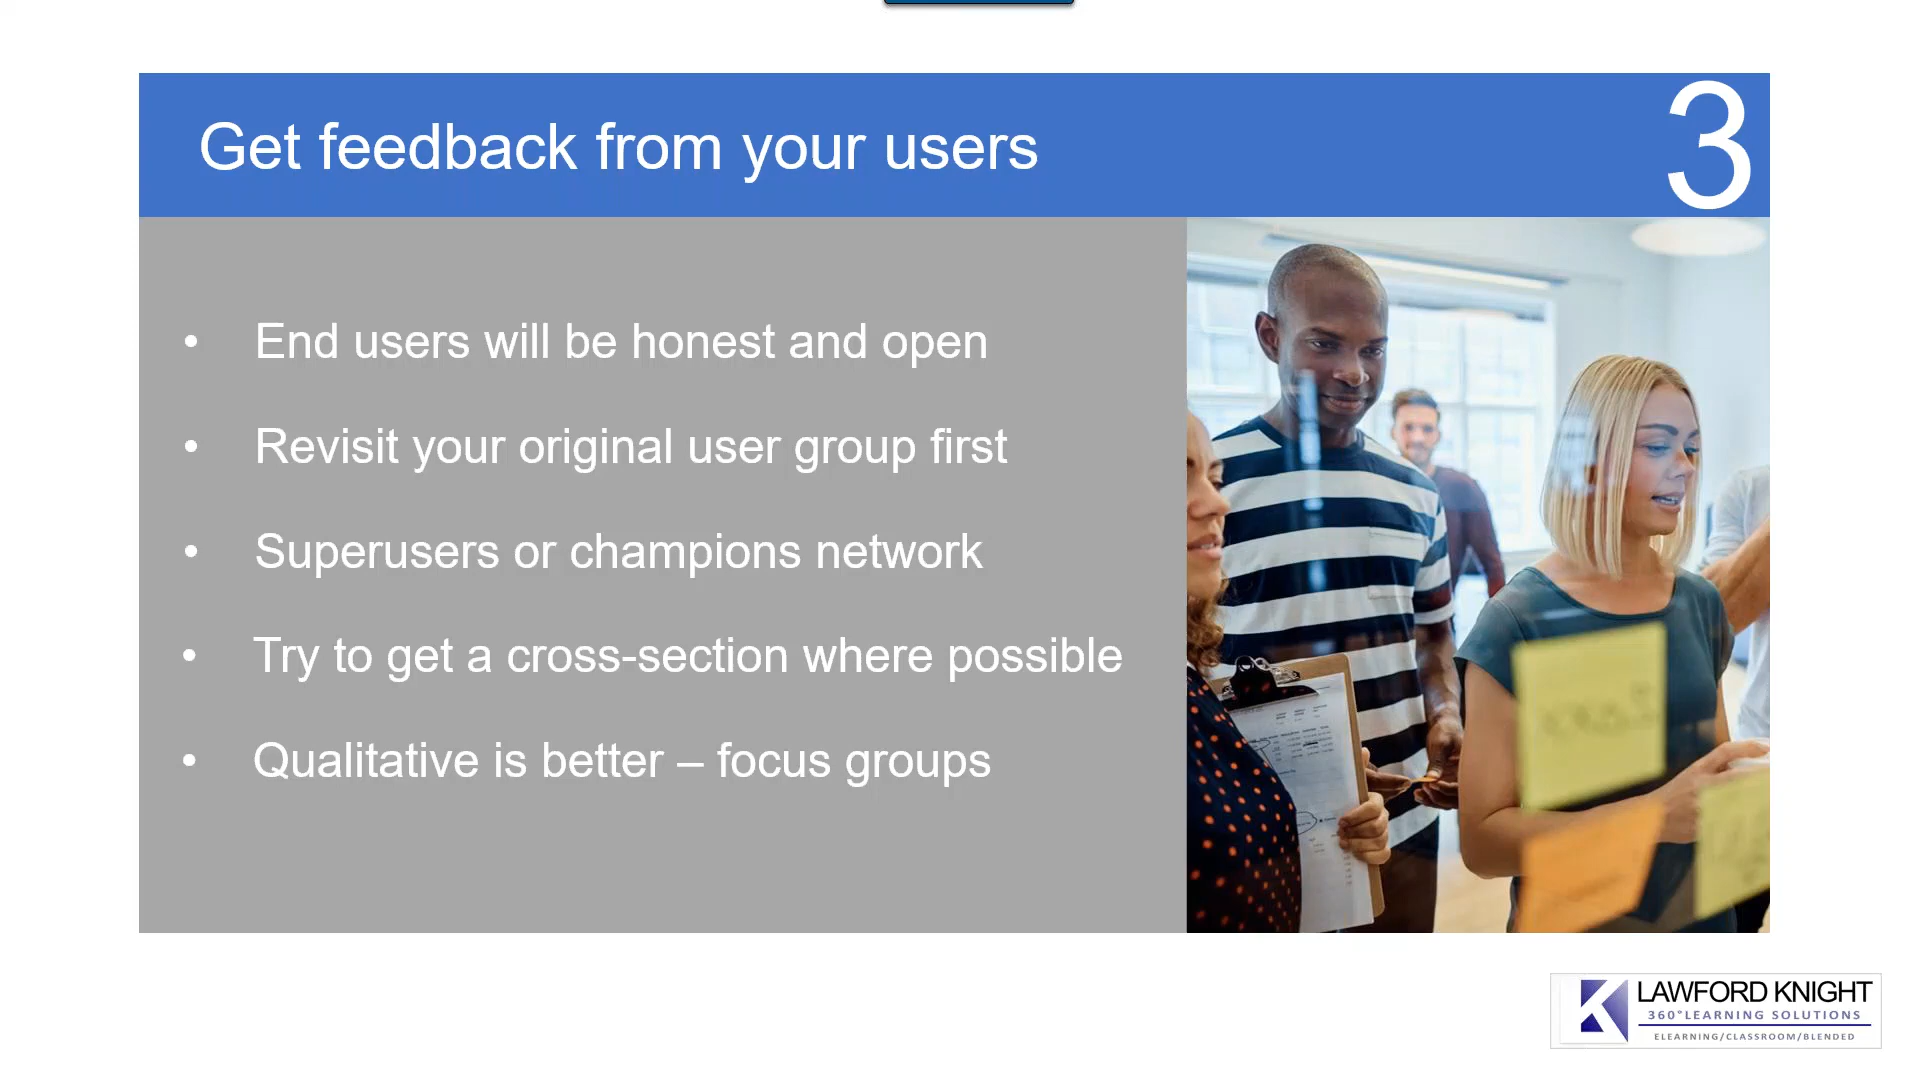 Get feedback from your users
3
• End users will be honest and open
• Revisit your original user group first
• Superusers or champions network
• Try to get a cross-section where possible
• Qualitative is better – focus groups
LAWFORD KNIGHT
360°LEARNING SOLUTIONS
ELEARNING/CLASSROOM/BLENDED